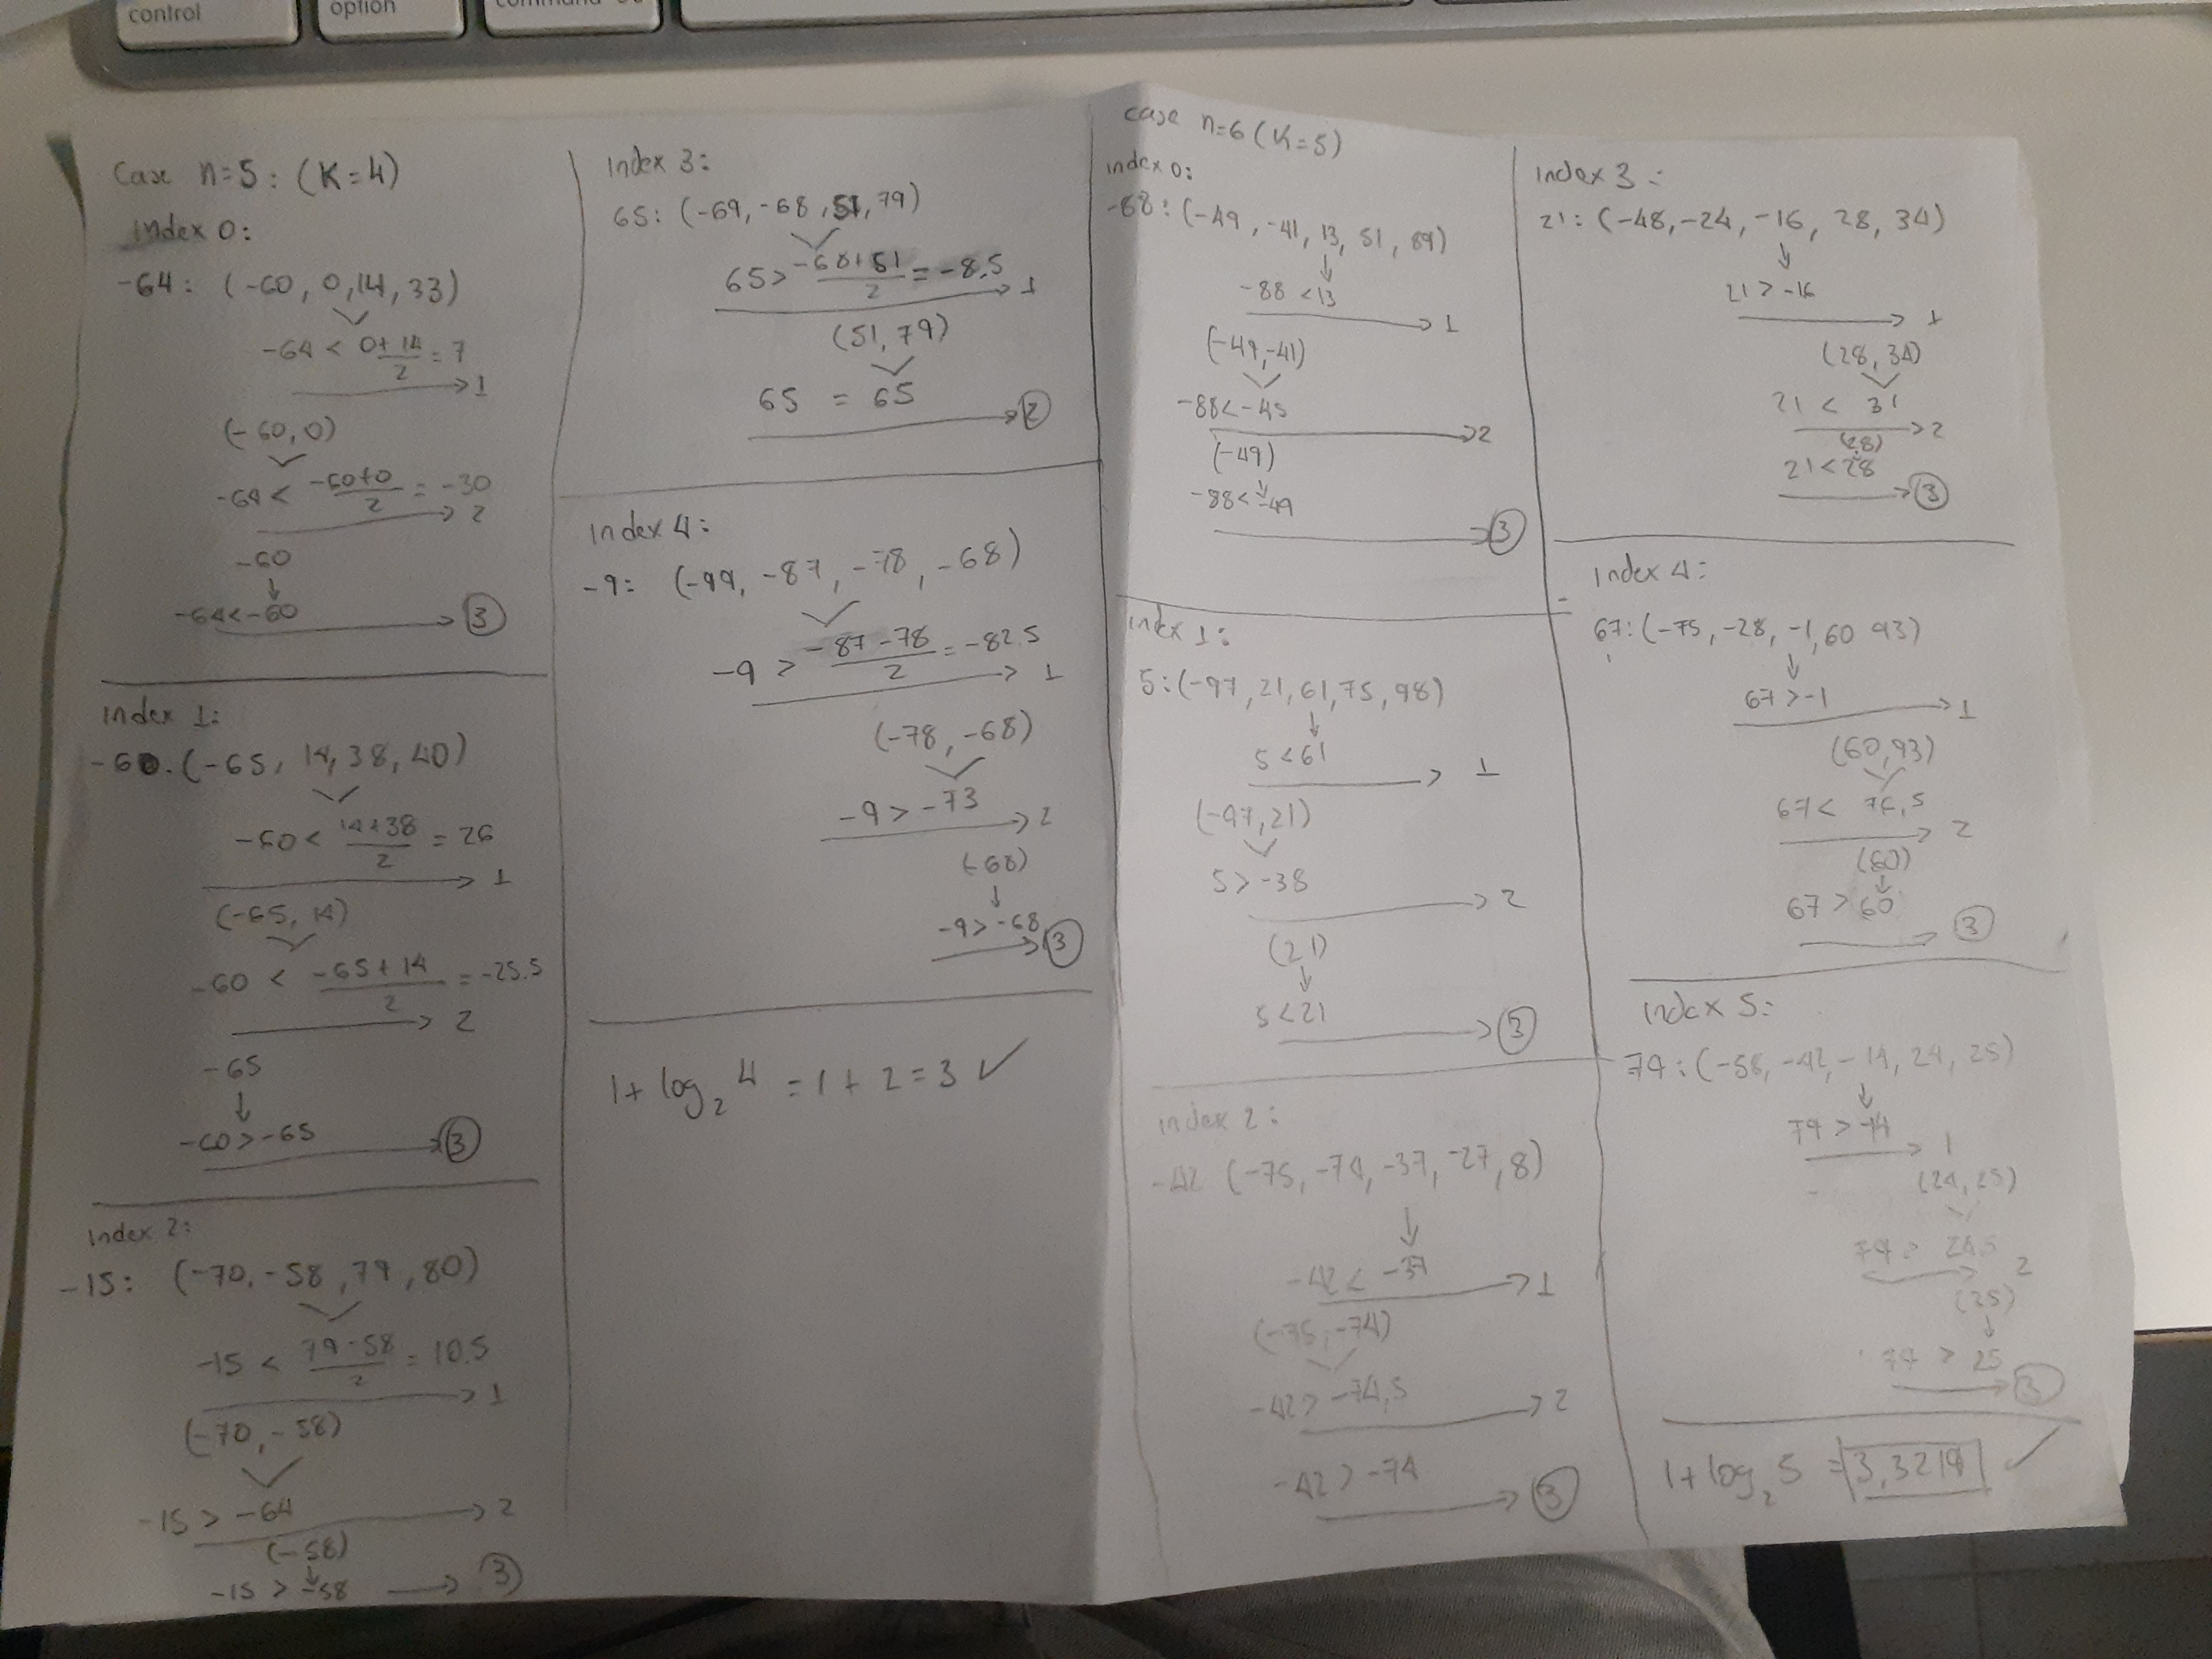 control
option
Case n=5: (K=4)
Index 0:
-64: (-60, 0, 14, 33)
-64 < 0+14/2 = 7
→ 1
(-60, 0)
-64 < -60+0/2 = -30
→ 2
-60
↓
-64<-60 → 3
Index 1:
-60. (-65, 14, 38, 40)
-60 < 14+38/2 = 26
→ 1
(-65, 14)
-60 < -65+14/2 = -25.5
→ 2
-65
↓
-60>-65 → 3
Index 2:
-15: (-70, -58, 79, 80)
-15 < 79-58/2 = 10.5
→ 1
(-70, -58)
-15 > -64 → 2
(-58)
↓
-15 > -58 → 3
Index 3:
65: (-69, -68, 51, 79)
65 > -68+51/2 = -8.5
→ 1
(51, 79)
65 = 65
→ 2
Index 4:
-9: (-99, -87, -78, -68)
-9 > -87-78/2 = -82.5
→ 1
(-78, -68)
-9 > -73
→ 2
(-68)
↓
-9 > -68
→ 3
1+ log₂ 4 = 1 + 2 = 3 ✓
case n=6 (K=5)
Index 0:
-88: (-49, -41, 13, 51, 89)
↓
-88 < 13
→ 1
(-49, -41)
-88 < -45
→ 2
(-49)
↓
-88 < -49
→ 3
Index 1:
5: (-97, 21, 61, 75, 98)
↓
5 < 61
→ 1
(-97, 21)
5 > -38
→ 2
(21)
↓
5 < 21
→ 3
Index 2:
-42 (-75, -74, -37, -27, 8)
↓
-42 < -37
→ 1
(-75, -74)
-42 > -74,5
→ 2
-42 > -74
→ 3
Index 3:
21: (-48, -24, -16, 28, 34)
↓
21 > -16
→ 1
(28, 34)
21 < 31
→ 2
(28)
21 < 28
→ 3
Index 4:
67: (-75, -28, -1, 60 93)
↓
67 > -1
→ 1
(60, 93)
67 < 76,5
→ 2
(60)
↓
67 > 60
→ 3
Index 5:
79: (-58, -42, -14, 24, 25)
↓
79 > -14
→ 1
(24, 25)
79 > 24,5
→ 2
(25)
↓
79 > 25
→ 3
1+ log₂ 5 = 3,3219 ✓